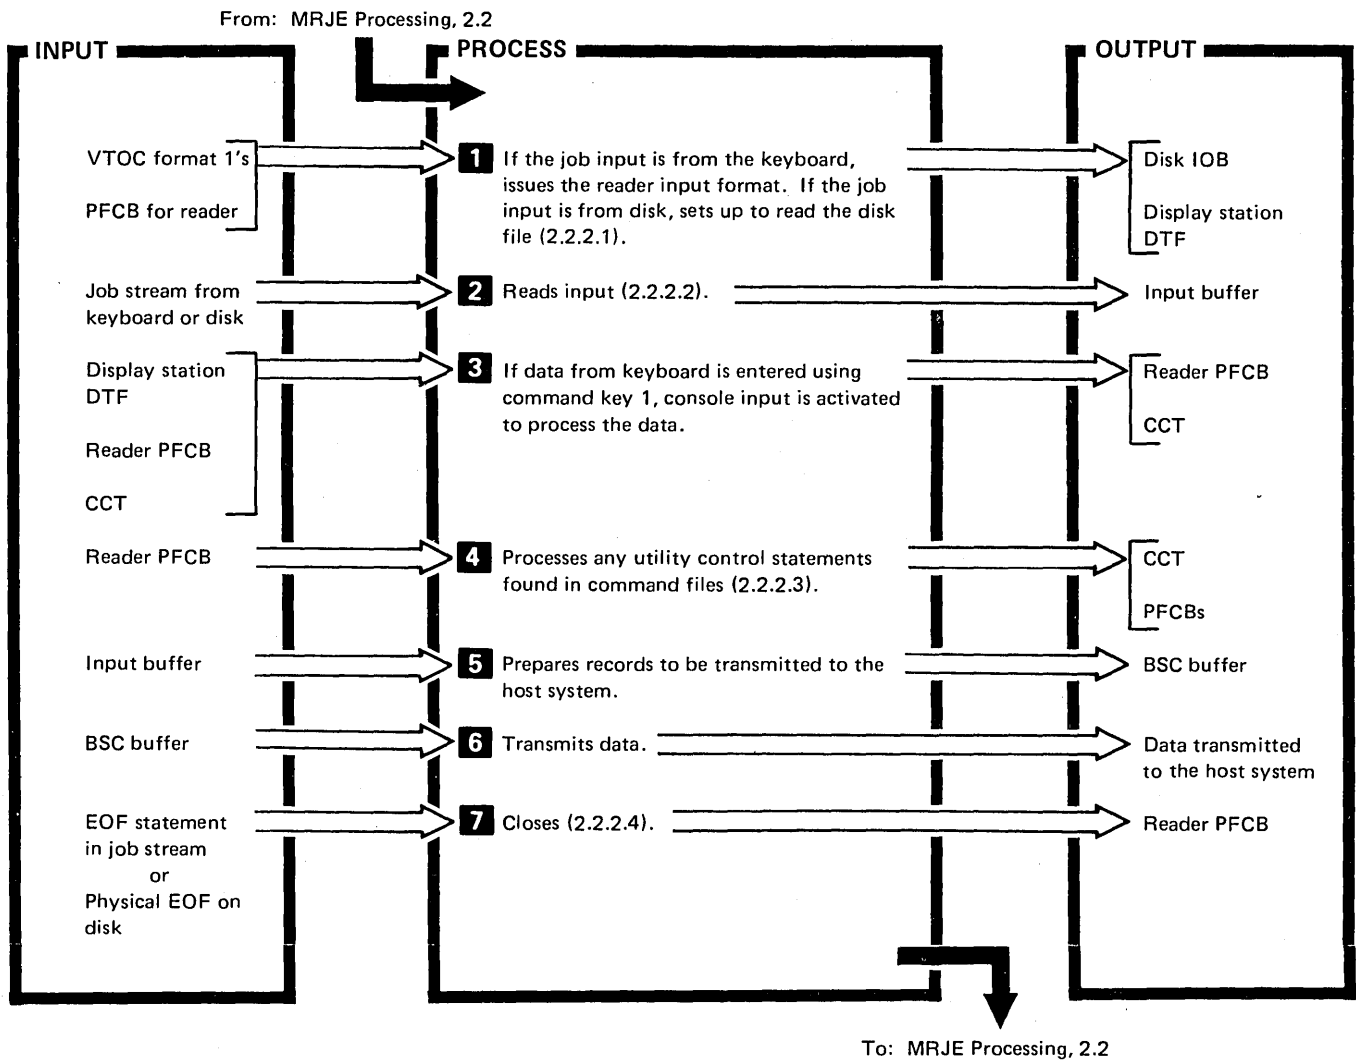 From: MRJE Processing, 2.2
INPUT
PROCESS
OUTPUT
VTOC format 1's
PFCB for reader
1 If the job input is from the keyboard,
issues the reader input format. If the job
input is from disk, sets up to read the disk
file (2.2.2.1).
Disk IOB
Display station
DTF
Job stream from
keyboard or disk
2 Reads input (2.2.2.2).
Input buffer
Display station
DTF
Reader PFCB
CCT
3 If data from keyboard is entered using
command key 1, console input is activated
to process the data.
Reader PFCB
CCT
Reader PFCB
4 Processes any utility control statements
found in command files (2.2.2.3).
CCT
PFCBs
Input buffer
5 Prepares records to be transmitted to the
host system.
BSC buffer
BSC buffer
6 Transmits data.
Data transmitted
to the host system
EOF statement
in job stream
or
Physical EOF on
disk
7 Closes (2.2.2.4).
Reader PFCB
To: MRJE Processing, 2.2